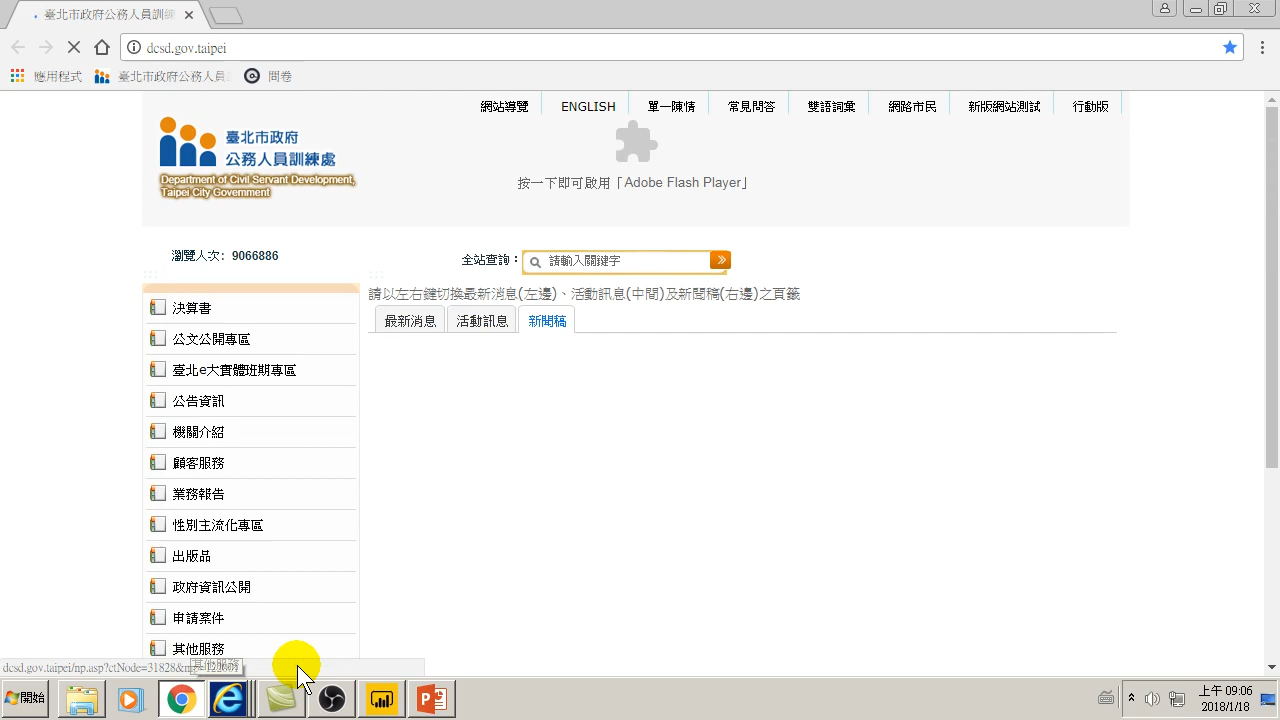 臺北市政府公務人員訓
dcsd.gov.taipei
應用程式 臺北市政府公務人員 問卷
網站導覽 ENGLISH 單一陳情 常見問答 雙語詞彙 網路市民 新版網站測試 行動版
臺北市政府
公務人員訓練處
Department of Civil Servant Development,
Taipei City Government
按一下即可啟用「Adobe Flash Player」
瀏覽人次: 9066886
全站查詢: 請輸入關鍵字
請以左右鍵切換最新消息(左邊)、活動訊息(中間)及新聞稿(右邊)之頁籤
最新消息 活動訊息 新聞稿
決算書
公文公開專區
臺北e大實體班期專區
公告資訊
機關介紹
顧客服務
業務報告
性別主流化專區
出版品
政府資訊公開
申請案件
其他服務
dcsd.gov.taipei/np.asp?ctNode=31828&m
其他服務
開始
上午 09:06
2018/1/18